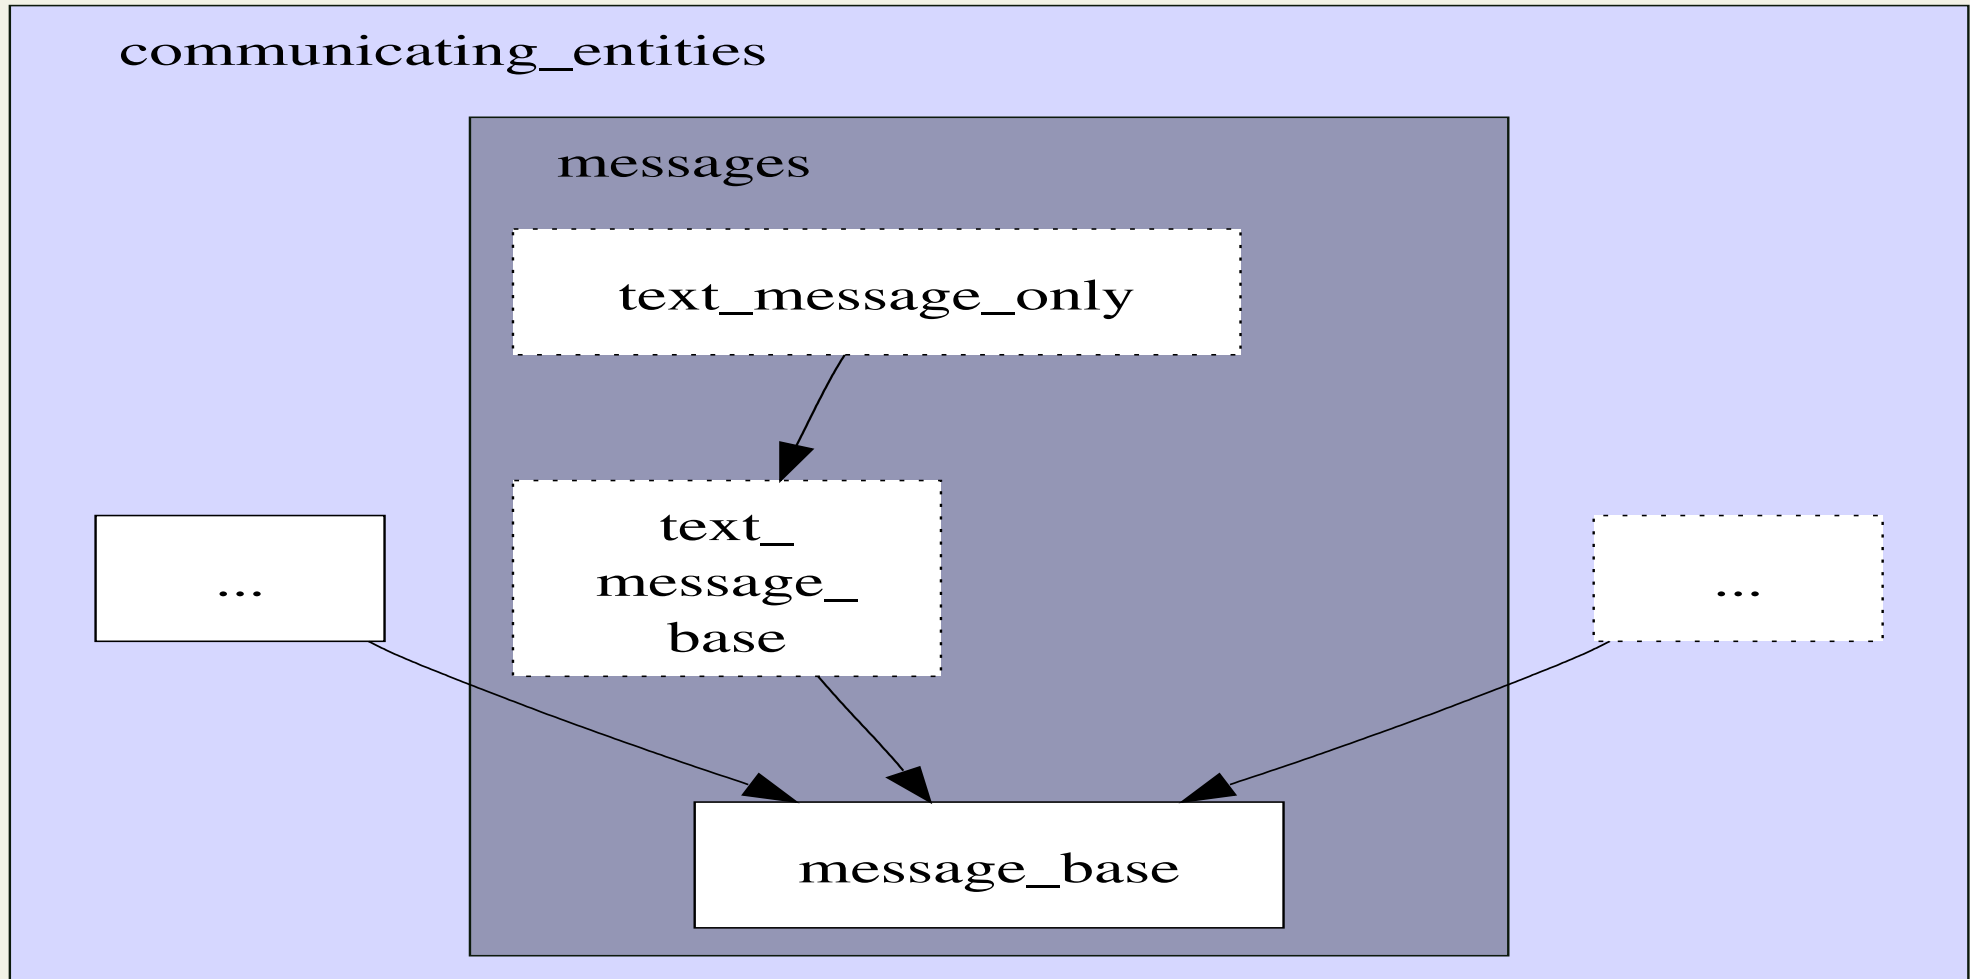 communicating_entities
messages
text_message_only
text_
message_
base
...
...
message_base